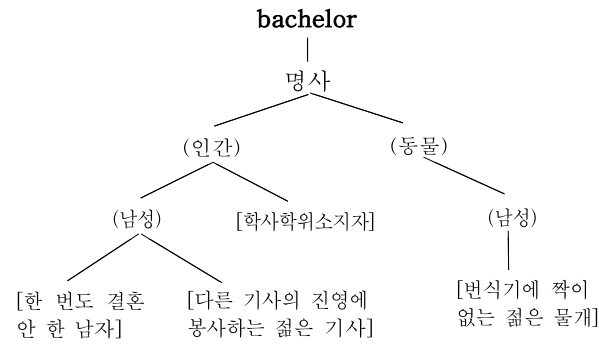 bachelor
명사
(인간)
(동물)
(남성)
[학사학위소지자]
(남성)
[한 번도 결혼
안 한 남자]
[다른 기사의 진영에
봉사하는 젊은 기사]
[번식기에 짝이
없는 젊은 물개]